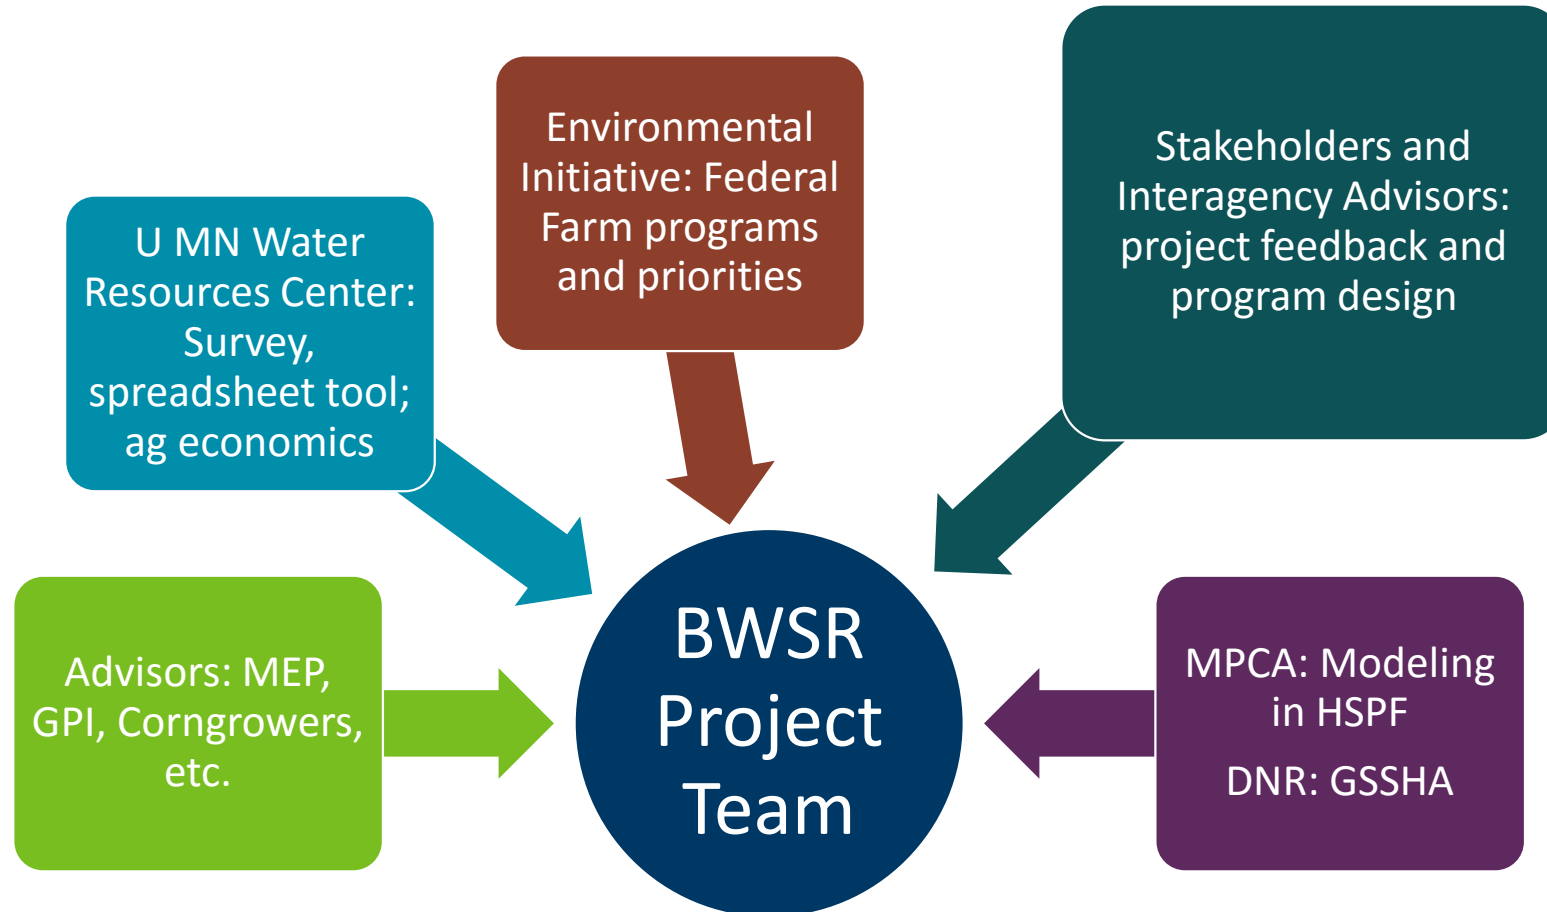 Environmental
Initiative: Federal
Farm programs
and priorities
Stakeholders and
Interagency Advisors:
project feedback and
program design
U MN Water
Resources Center:
Survey,
spreadsheet tool;
ag economics
Advisors: MEP,
GPI, Corngrowers,
etc.
BWSR
Project
Team
MPCA: Modeling
in HSPF
DNR: GSSHA